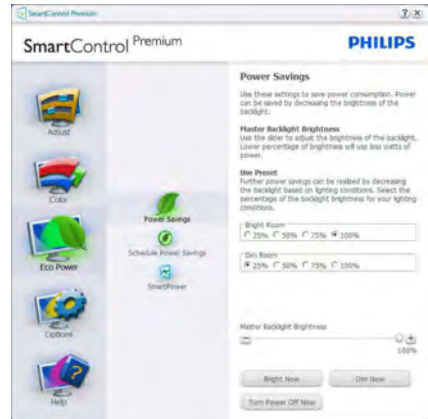 SmartControl Premium
SmartControl Premium
PHILIPS
Adjust
Color
Eco Power
Options
Help
Power Savings
Schedule Power Savings
SmartPower
Power Savings
Use these settings to save power consumption. Power
can be saved by decreasing the brightness of the
backlight.
Master Backlight Brightness
Use the slider to adjust the brightness of the backlight.
Lower percentage of brightness will use less watts of
power.
Use Preset
Further power savings can be realized by decreasing
the backlight based on lighting conditions. Select the
percentage of the backlight brightness for your lighting
conditions.
Bright Room
25% 50% 75% 100%
Dim Room
25% 50% 75% 100%
Master Backlight Brightness
100%
Bright Now Dim Now
Turn Power Off Now